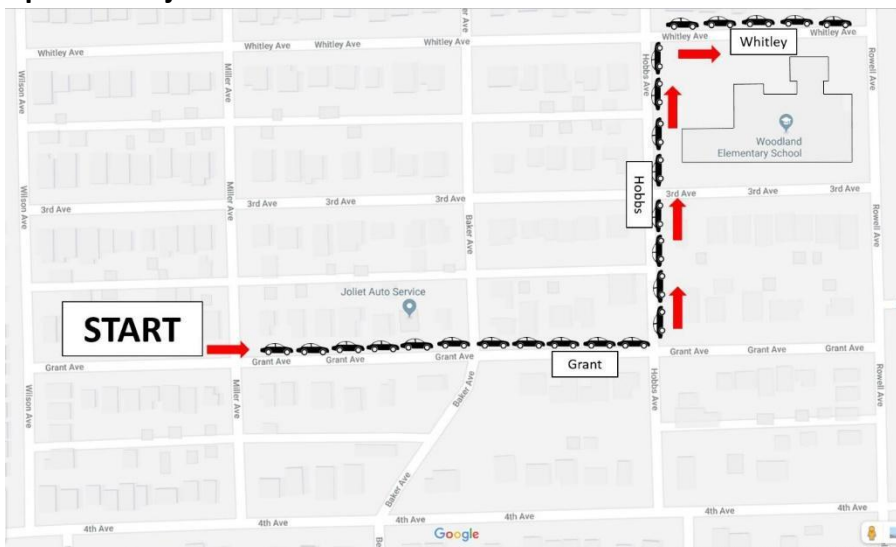 Whitley Ave
Whitley Ave
Whitley
Whitley Ave
Whitley Ave
Whitley Ave
Whitley Ave
Wilson Ave
Miller Ave
Hobbs Ave
Rowell Ave
Woodland
Elementary School
Hobbs
3rd Ave
3rd Ave
3rd Ave
3rd Ave
3rd Ave
3rd Ave
Wilson Ave
Miller Ave
Baker Ave
Rowell Ave
Joliet Auto Service
START
Grant Ave
Grant Ave
Grant Ave
Grant Ave
Grant
Grant Ave
Grant Ave
Grant Ave
Wilson Ave
Miller Ave
Baker Ave
Hobbs Ave
Rowell Ave
Baker Ave
4th Ave
4th Ave
4th Ave
4th Ave
4th Ave
4th Ave
Google